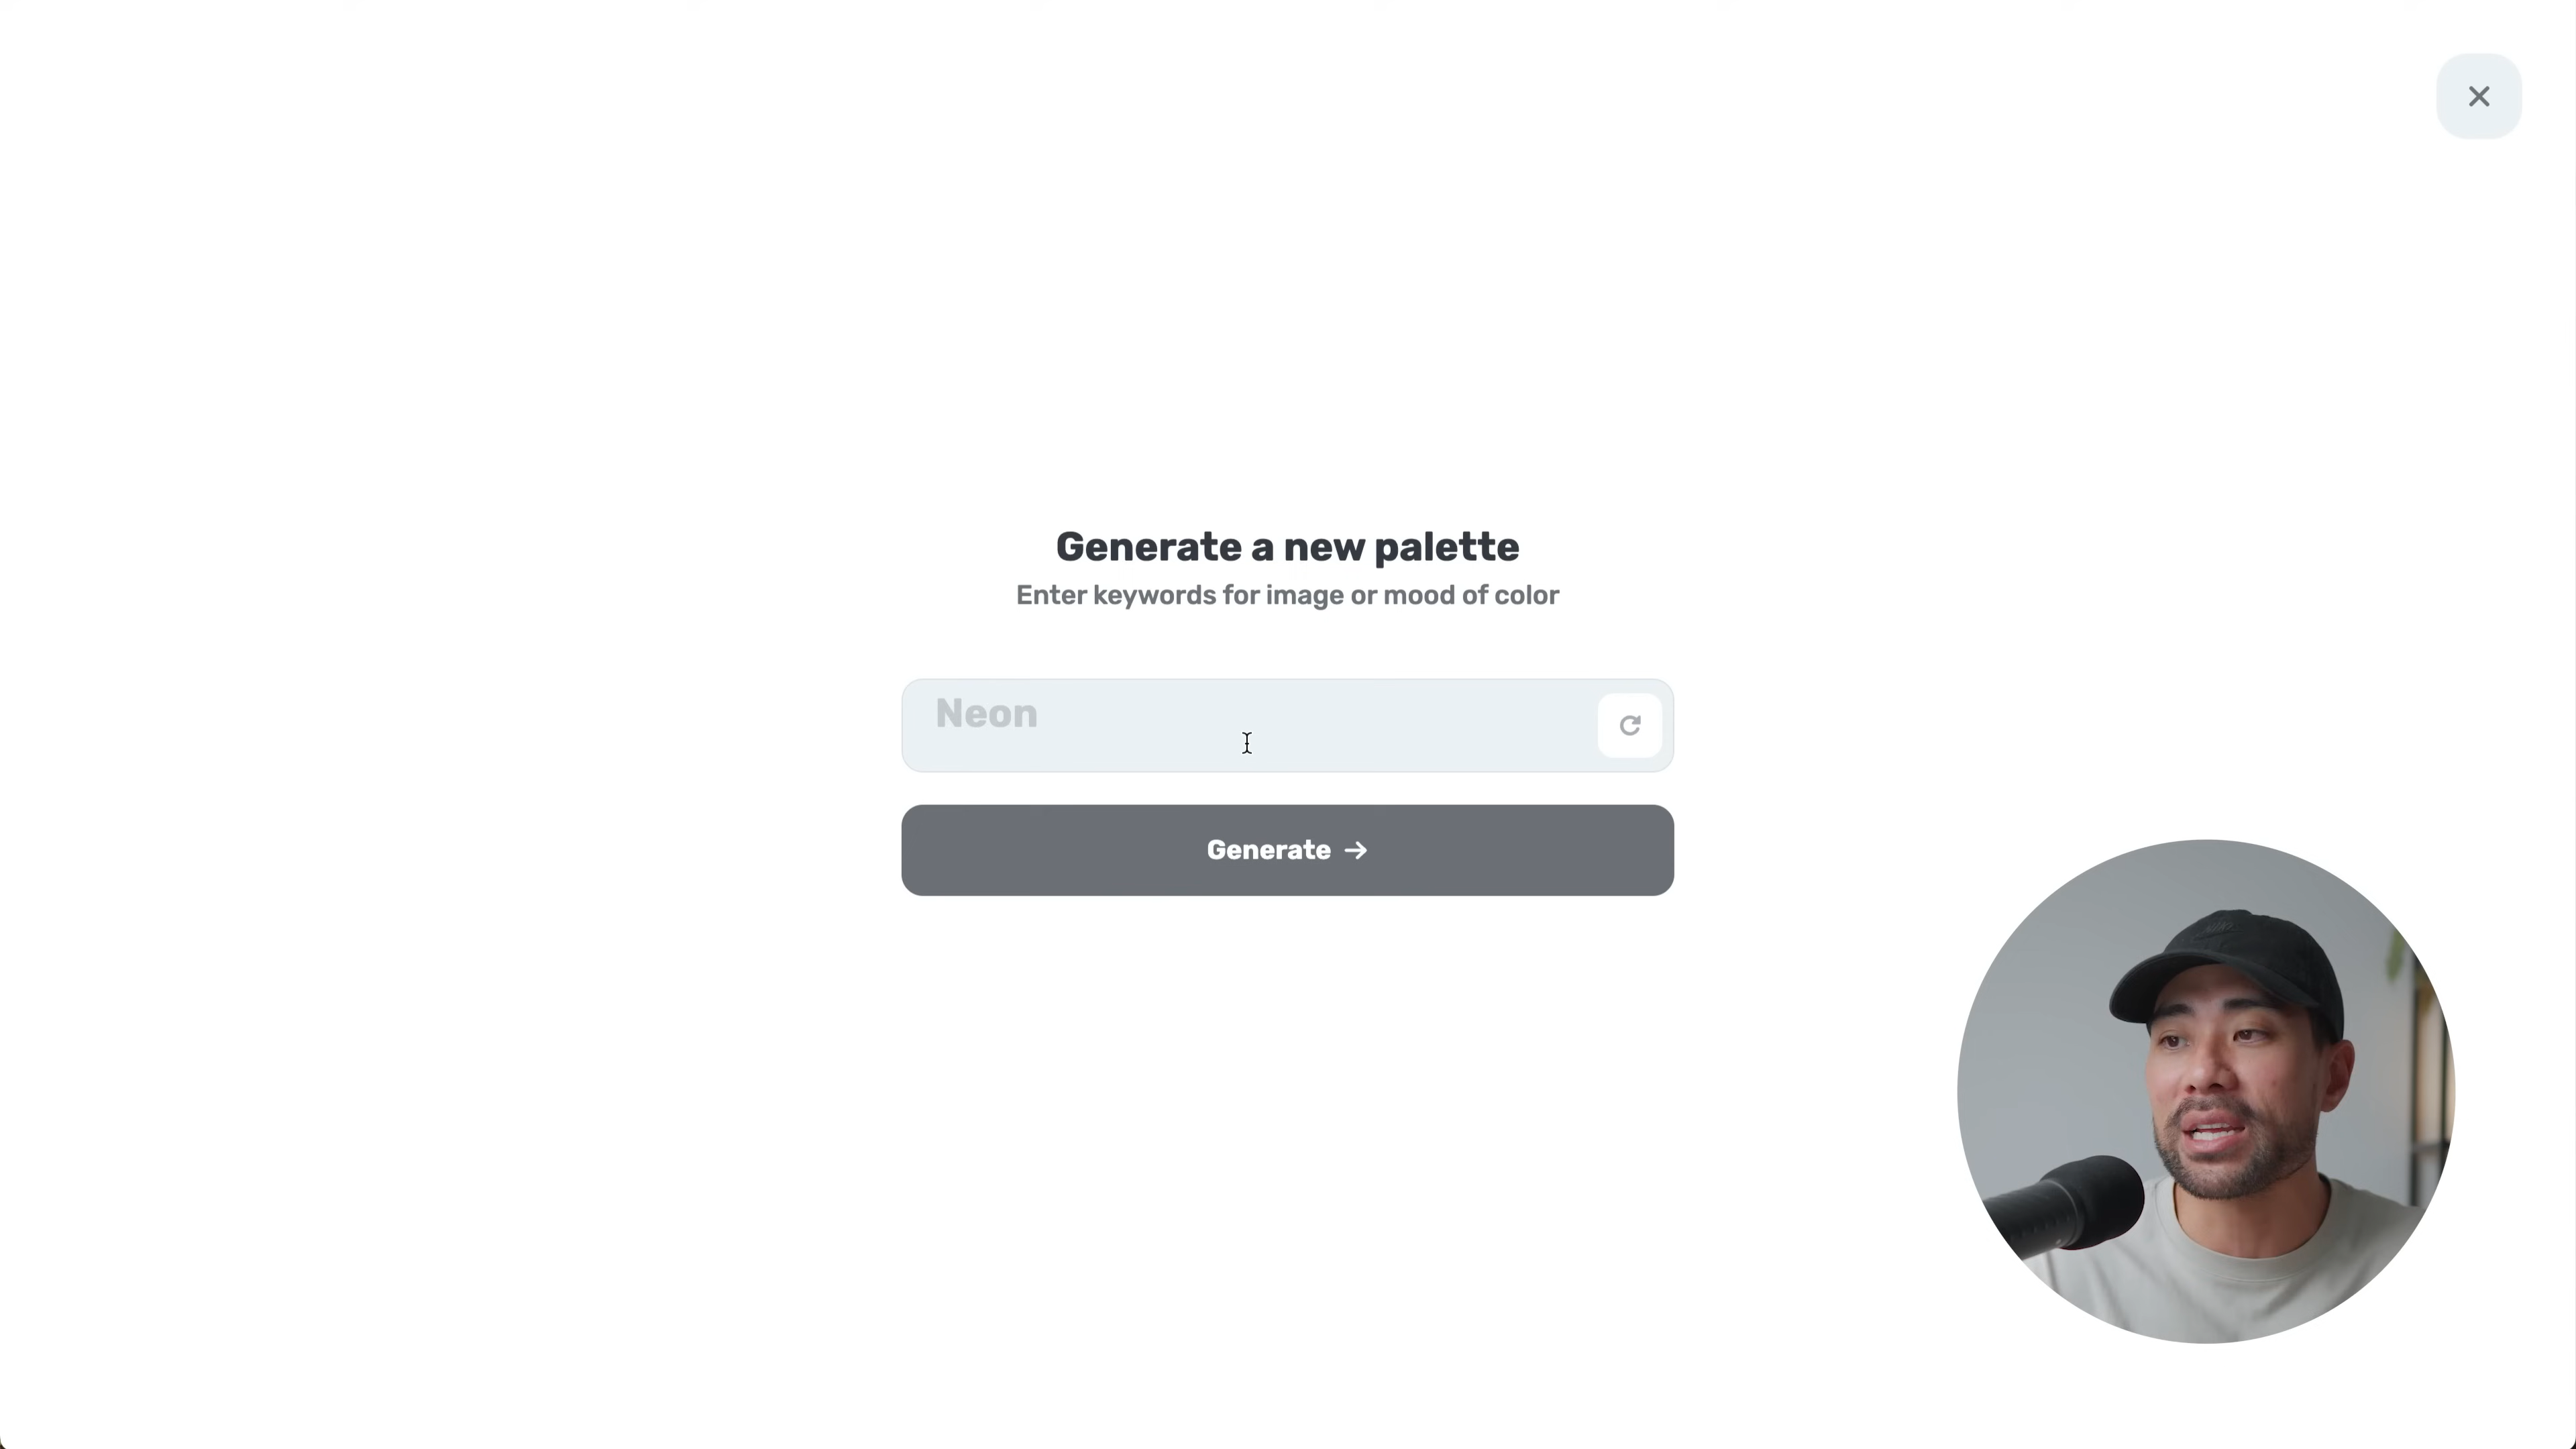 Generate a new palette
Enter keywords for image or mood of color
Neon
Generate